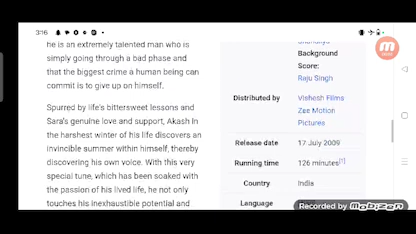 3:16
he is an extremely talented man who is
simply going through a bad phase and
that the biggest crime a human being can
commit is to give up on himself.
Spurred by life's bittersweet lessons and
Sara's genuine love and support, Akash In
the harshest winter of his life discovers an
invincible summer within himself, thereby
discovering his own voice. With this very
special tune, which has been soaked with
the passion of his lived life, he not only
touches his inexhaustible potential and
Background
Score:
Raju Singh
Distributed by
Vishesh Films
Zee Motion
Pictures
Release date
17 July 2009
Running time
126 minutes[1]
Country
India
Language
Recorded by Mobizen